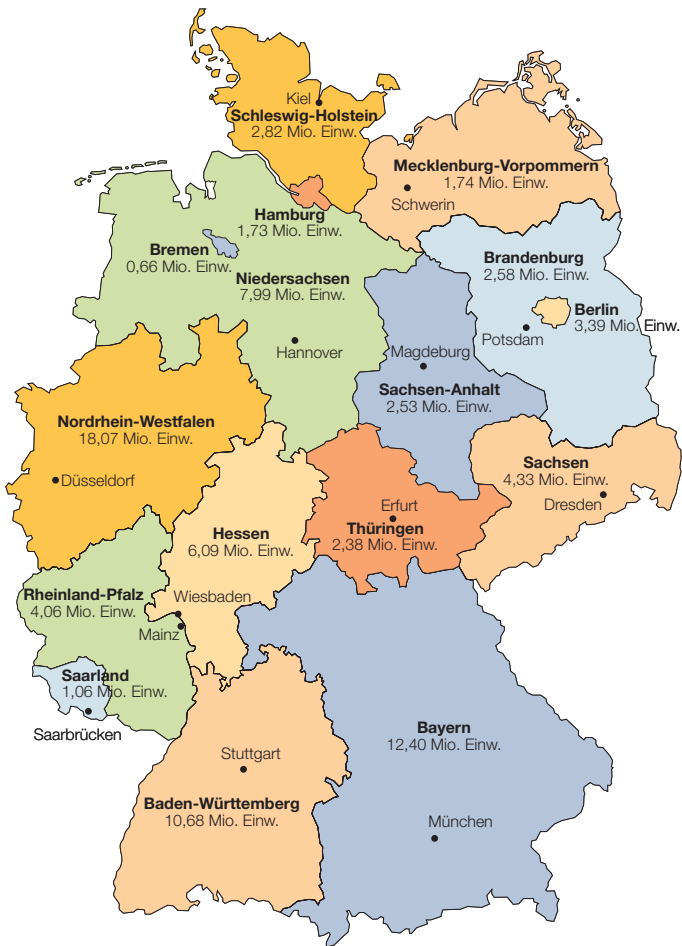 Kiel
Schleswig-Holstein
2,82 Mio. Einw.
Mecklenburg-Vorpommern
1,74 Mio. Einw.
Schwerin
Hamburg
1,73 Mio. Einw.
Bremen
0,66 Mio. Einw.
Niedersachsen
7,99 Mio. Einw.
Hannover
Brandenburg
2,58 Mio. Einw.
Berlin
3,39 Mio. Einw.
Potsdam
Magdeburg
Sachsen-Anhalt
2,53 Mio. Einw.
Nordrhein-Westfalen
18,07 Mio. Einw.
Düsseldorf
Sachsen
4,33 Mio. Einw.
Dresden
Erfurt
Thüringen
2,38 Mio. Einw.
Hessen
6,09 Mio. Einw.
Wiesbaden
Rheinland-Pfalz
4,06 Mio. Einw.
Mainz
Saarland
1,06 Mio. Einw.
Saarbrücken
Bayern
12,40 Mio. Einw.
München
Stuttgart
Baden-Württemberg
10,68 Mio. Einw.